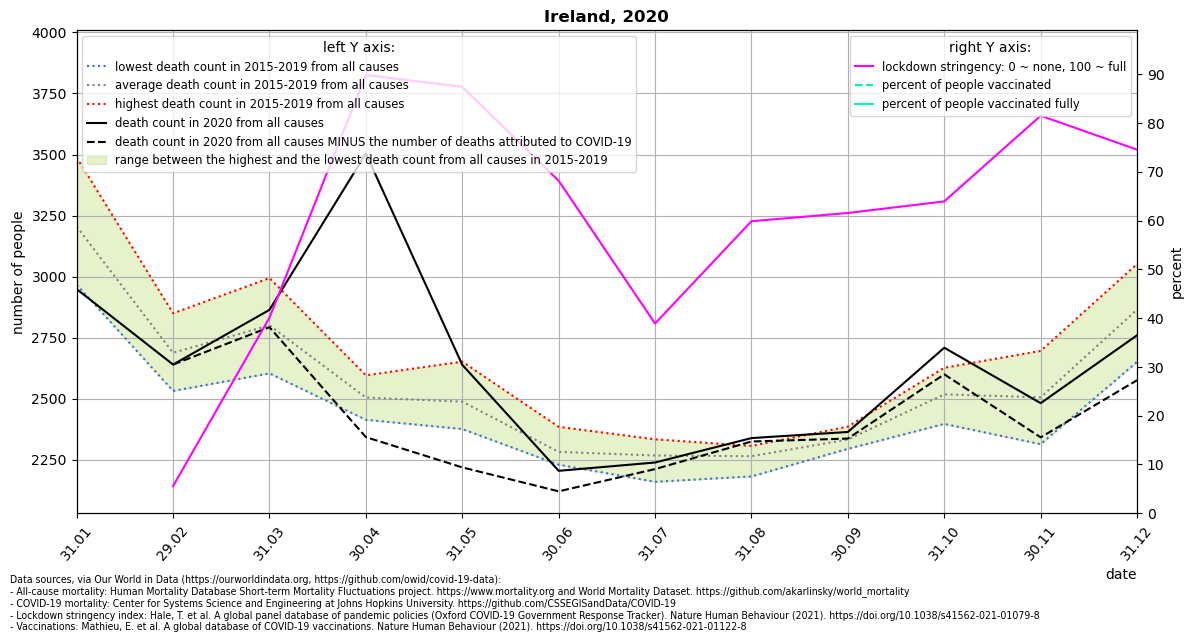 Ireland, 2020
left Y axis:
lowest death count in 2015-2019 from all causes
average death count in 2015-2019 from all causes
highest death count in 2015-2019 from all causes
death count in 2020 from all causes
death count in 2020 from all causes MINUS the number of deaths attributed to COVID-19
range between the highest and the lowest death count from all causes in 2015-2019
right Y axis:
lockdown stringency: 0 ~ none, 100 ~ full
percent of people vaccinated
percent of people vaccinated fully
number of people
4000
3750
3500
3250
3000
2750
2500
2250
percent
90
80
70
60
50
40
30
20
10
0
31.01
29.02
31.03
30.04
31.05
30.06
31.07
31.08
30.09
31.10
30.11
31.12
date
Data sources, via Our World in Data (https://ourworldindata.org, https://github.com/owid/covid-19-data):
- All-cause mortality: Human Mortality Database Short-term Mortality Fluctuations project. https://www.mortality.org and World Mortality Dataset. https://github.com/akarlinsky/world_mortality
- COVID-19 mortality: Center for Systems Science and Engineering at Johns Hopkins University. https://github.com/CSSEGISandData/COVID-19
- Lockdown stringency index: Hale, T. et al. A global panel database of pandemic policies (Oxford COVID-19 Government Response Tracker). Nature Human Behaviour (2021). https://doi.org/10.1038/s41562-021-01079-8
- Vaccinations: Mathieu, E. et al. A global database of COVID-19 vaccinations. Nature Human Behaviour (2021). https://doi.org/10.1038/s41562-021-01122-8